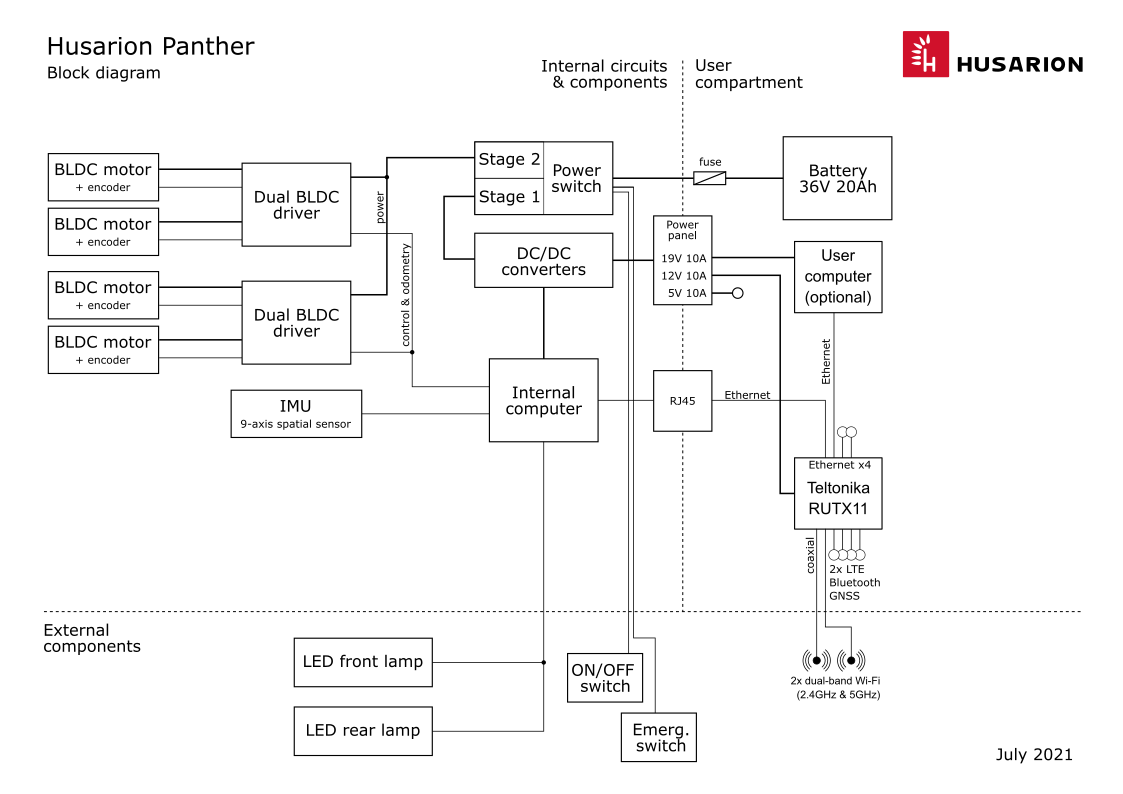 Husarion Panther
Block diagram
Internal circuits
& components
User
compartment
HUSARION
BLDC motor
+ encoder
BLDC motor
+ encoder
BLDC motor
+ encoder
BLDC motor
+ encoder
Dual BLDC
driver
Dual BLDC
driver
power
control & odometry
Stage 2
Stage 1
Power
switch
fuse
Battery
36V 20Ah
DC/DC
converters
Power
panel
19V 10A
12V 10A
5V 10A
User
computer
(optional)
Ethernet
IMU
9-axis spatial sensor
Internal
computer
RJ45
Ethernet
Ethernet x4
Teltonika
RUTX11
coaxial
2x LTE
Bluetooth
GNSS
External
components
LED front lamp
LED rear lamp
ON/OFF
switch
Emerg.
switch
2x dual-band Wi-Fi
(2.4GHz & 5GHz)
July 2021